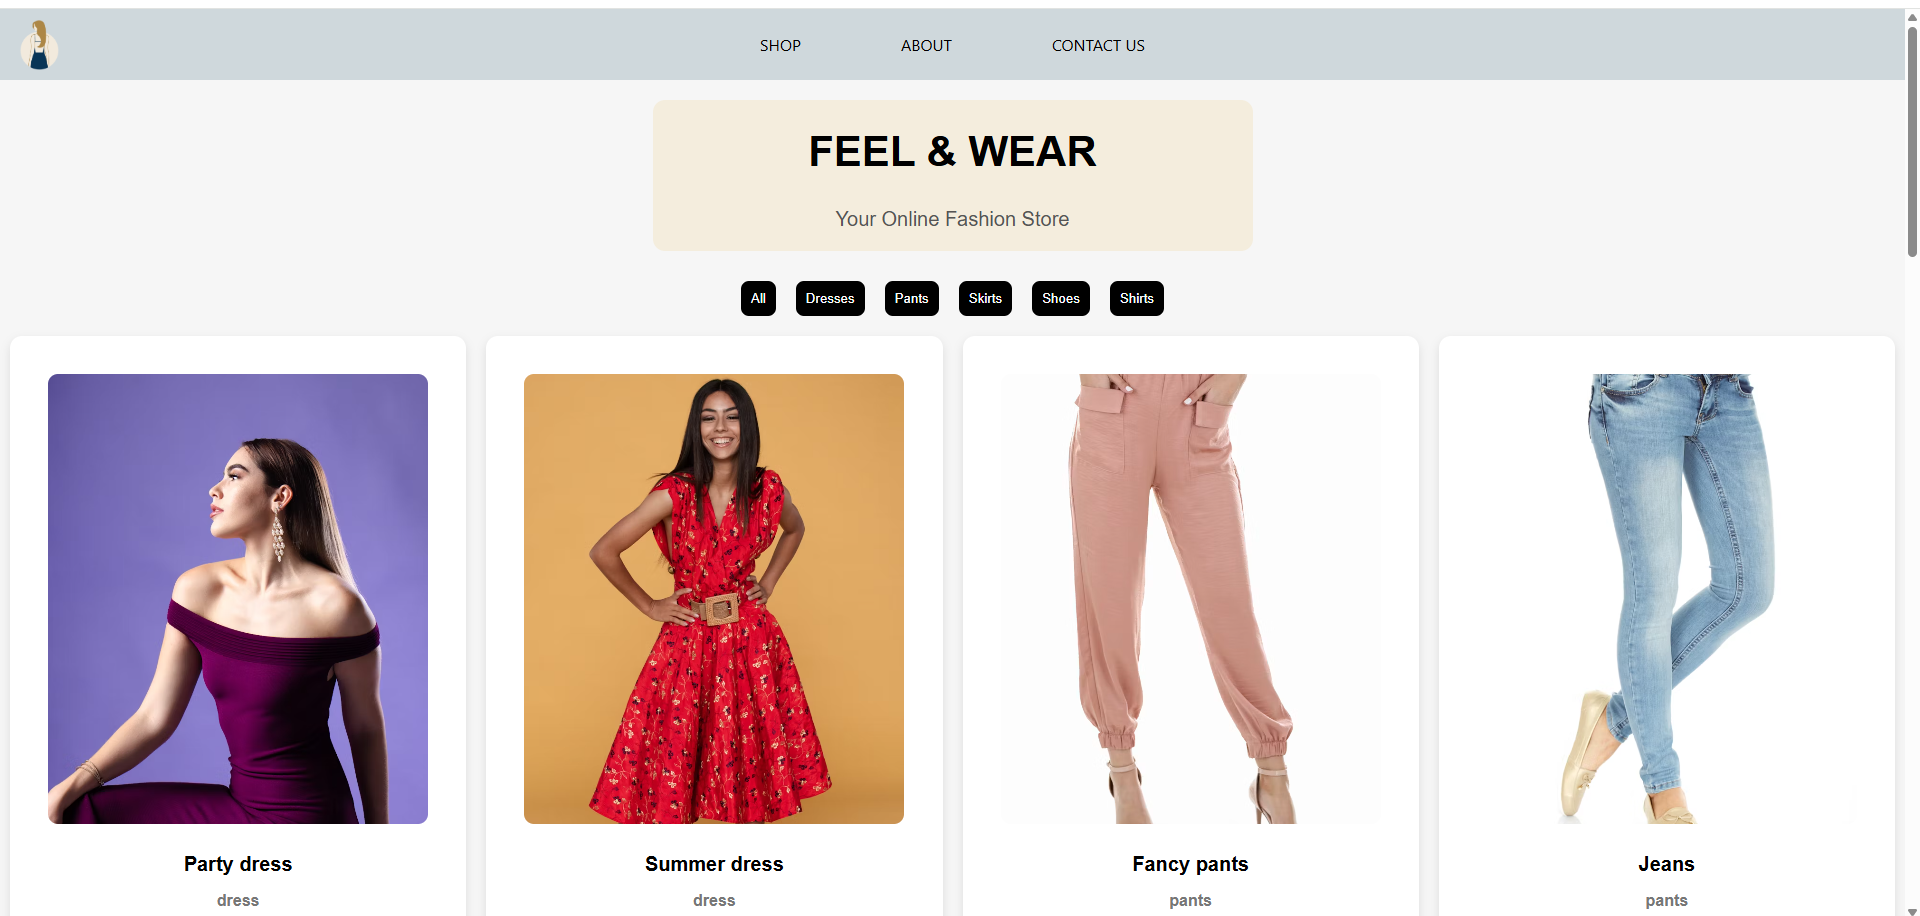 SHOP ABOUT CONTACT US
FEEL & WEAR
Your Online Fashion Store
All Dresses Pants Skirts Shoes Shirts
Party dress Summer dress Fancy pants Jeans
dress dress pants pants